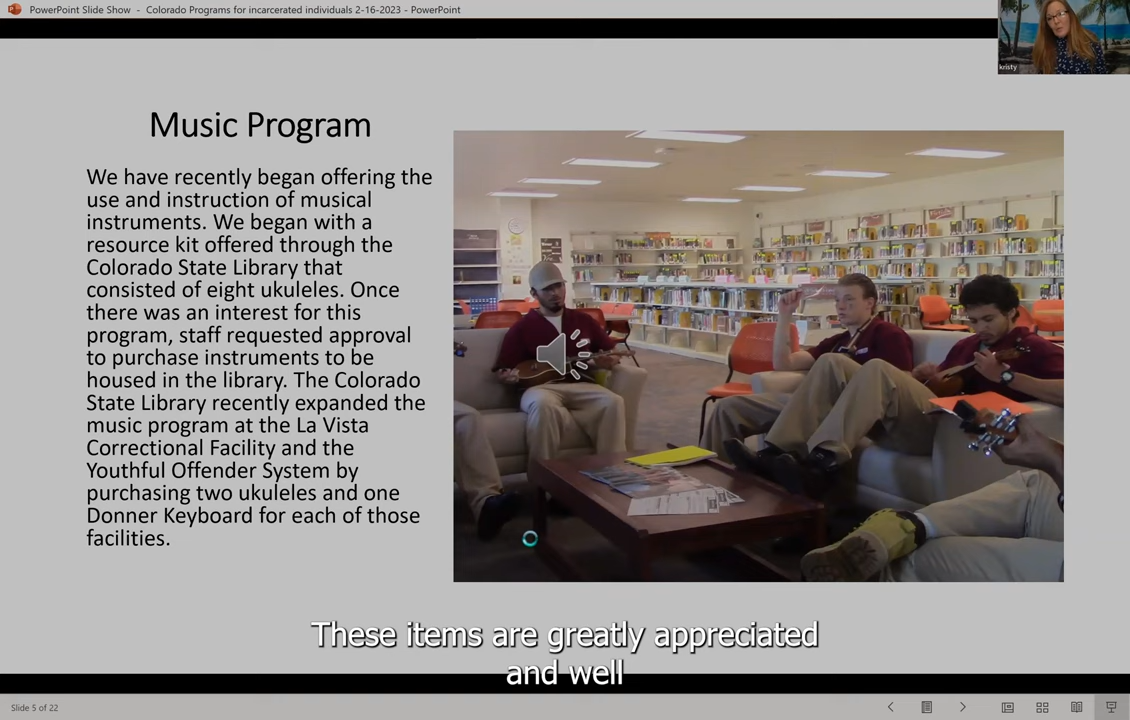 PowerPoint Slide Show - Colorado Programs for incarcerated individuals 2-16-2023 - PowerPoint
kristy
Music Program
We have recently began offering the
use and instruction of musical
instruments. We began with a
resource kit offered through the
Colorado State Library that
consisted of eight ukuleles. Once
there was an interest for this
program, staff requested approval
to purchase instruments to be
housed in the library. The Colorado
State Library recently expanded the
music program at the La Vista
Correctional Facility and the
Youthful Offender System by
purchasing two ukuleles and one
Donner Keyboard for each of those
facilities.
These items are greatly appreciated
and well
Slide 5 of 22